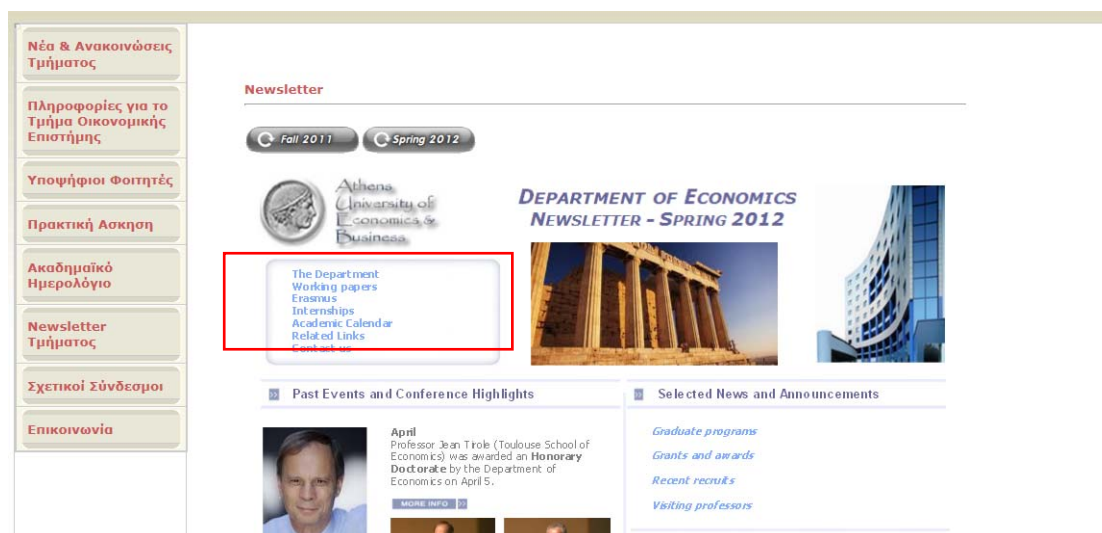 Νέα & Ανακοινώσεις
Τμήματος
Πληροφορίες για το
Τμήμα Οικονομικής
Επιστήμης
Υποψήφιοι Φοιτητές
Πρακτική Ασκηση
Ακαδημαϊκό
Ημερολόγιο
Newsletter
Τμήματος
Σχετικοί Σύνδεσμοι
Επικοινωνία
Newsletter
Fall 2011
Spring 2012
Athens
University of
Economics &
Business
DEPARTMENT OF ECONOMICS
NEWSLETTER - SPRING 2012
The Department
Working papers
Erasmus
Internships
Academic Calendar
Related Links
Contact us
Past Events and Conference Highlights
April
Professor Jean Tirole (Toulouse School of
Economics) was awarded an Honorary
Doctorate by the Department of
Economics on April 5.
MORE INFO
Selected News and Announcements
Graduate programs
Grants and awards
Recent recruits
Visiting professors